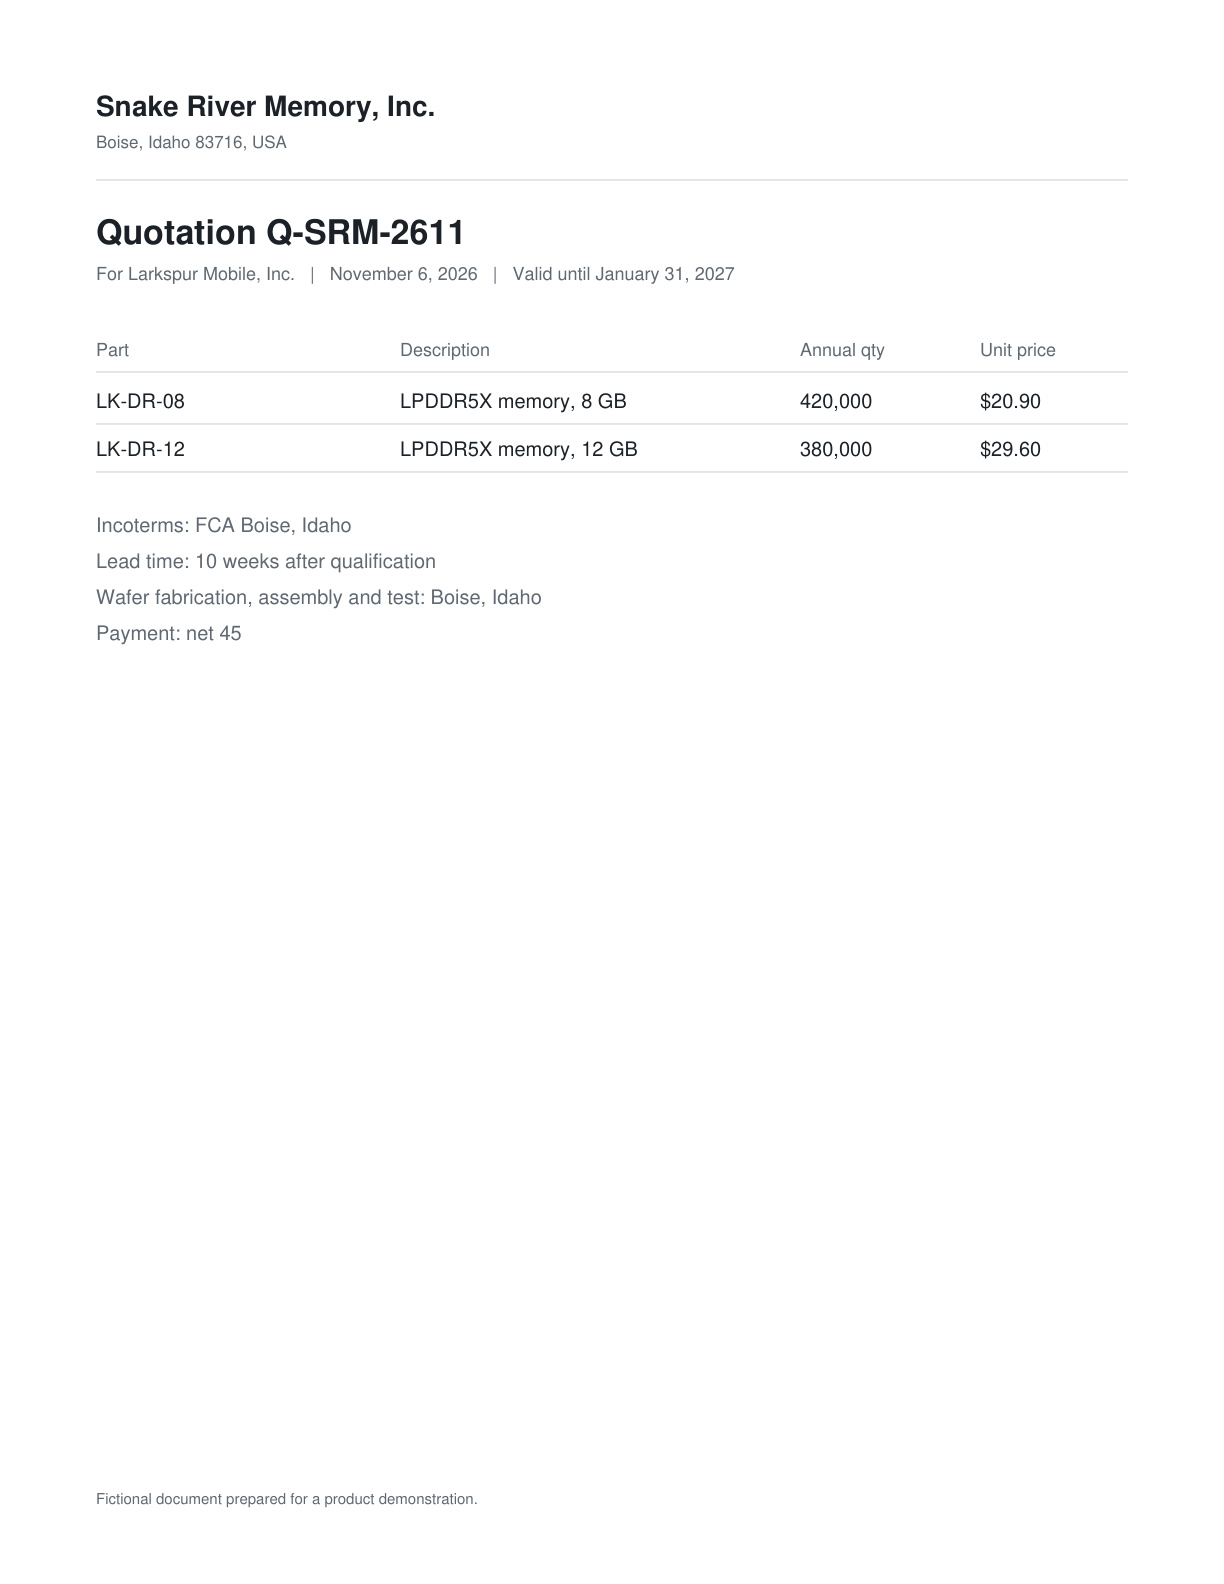 Snake River Memory, Inc.
Boise, Idaho 83716, USA
Quotation Q-SRM-2611
For Larkspur Mobile, Inc. | November 6, 2026 | Valid until January 31, 2027
Part Description Annual qty Unit price
LK-DR-08 LPDDR5X memory, 8 GB 420,000 $20.90
LK-DR-12 LPDDR5X memory, 12 GB 380,000 $29.60
Incoterms: FCA Boise, Idaho
Lead time: 10 weeks after qualification
Wafer fabrication, assembly and test: Boise, Idaho
Payment: net 45
Fictional document prepared for a product demonstration.